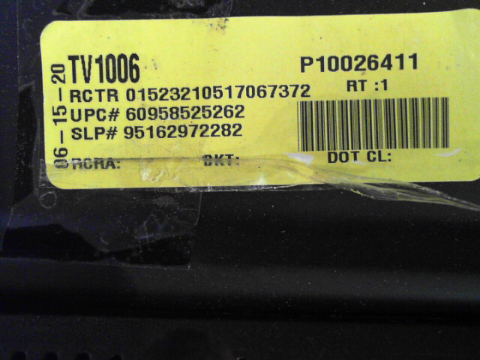 06-15-20
TV1006
P10026411
RCTR 01523210517067372
RT :1
UPC# 60958525262
SLP# 95162972282
RCRA: BKT: DOT CL: